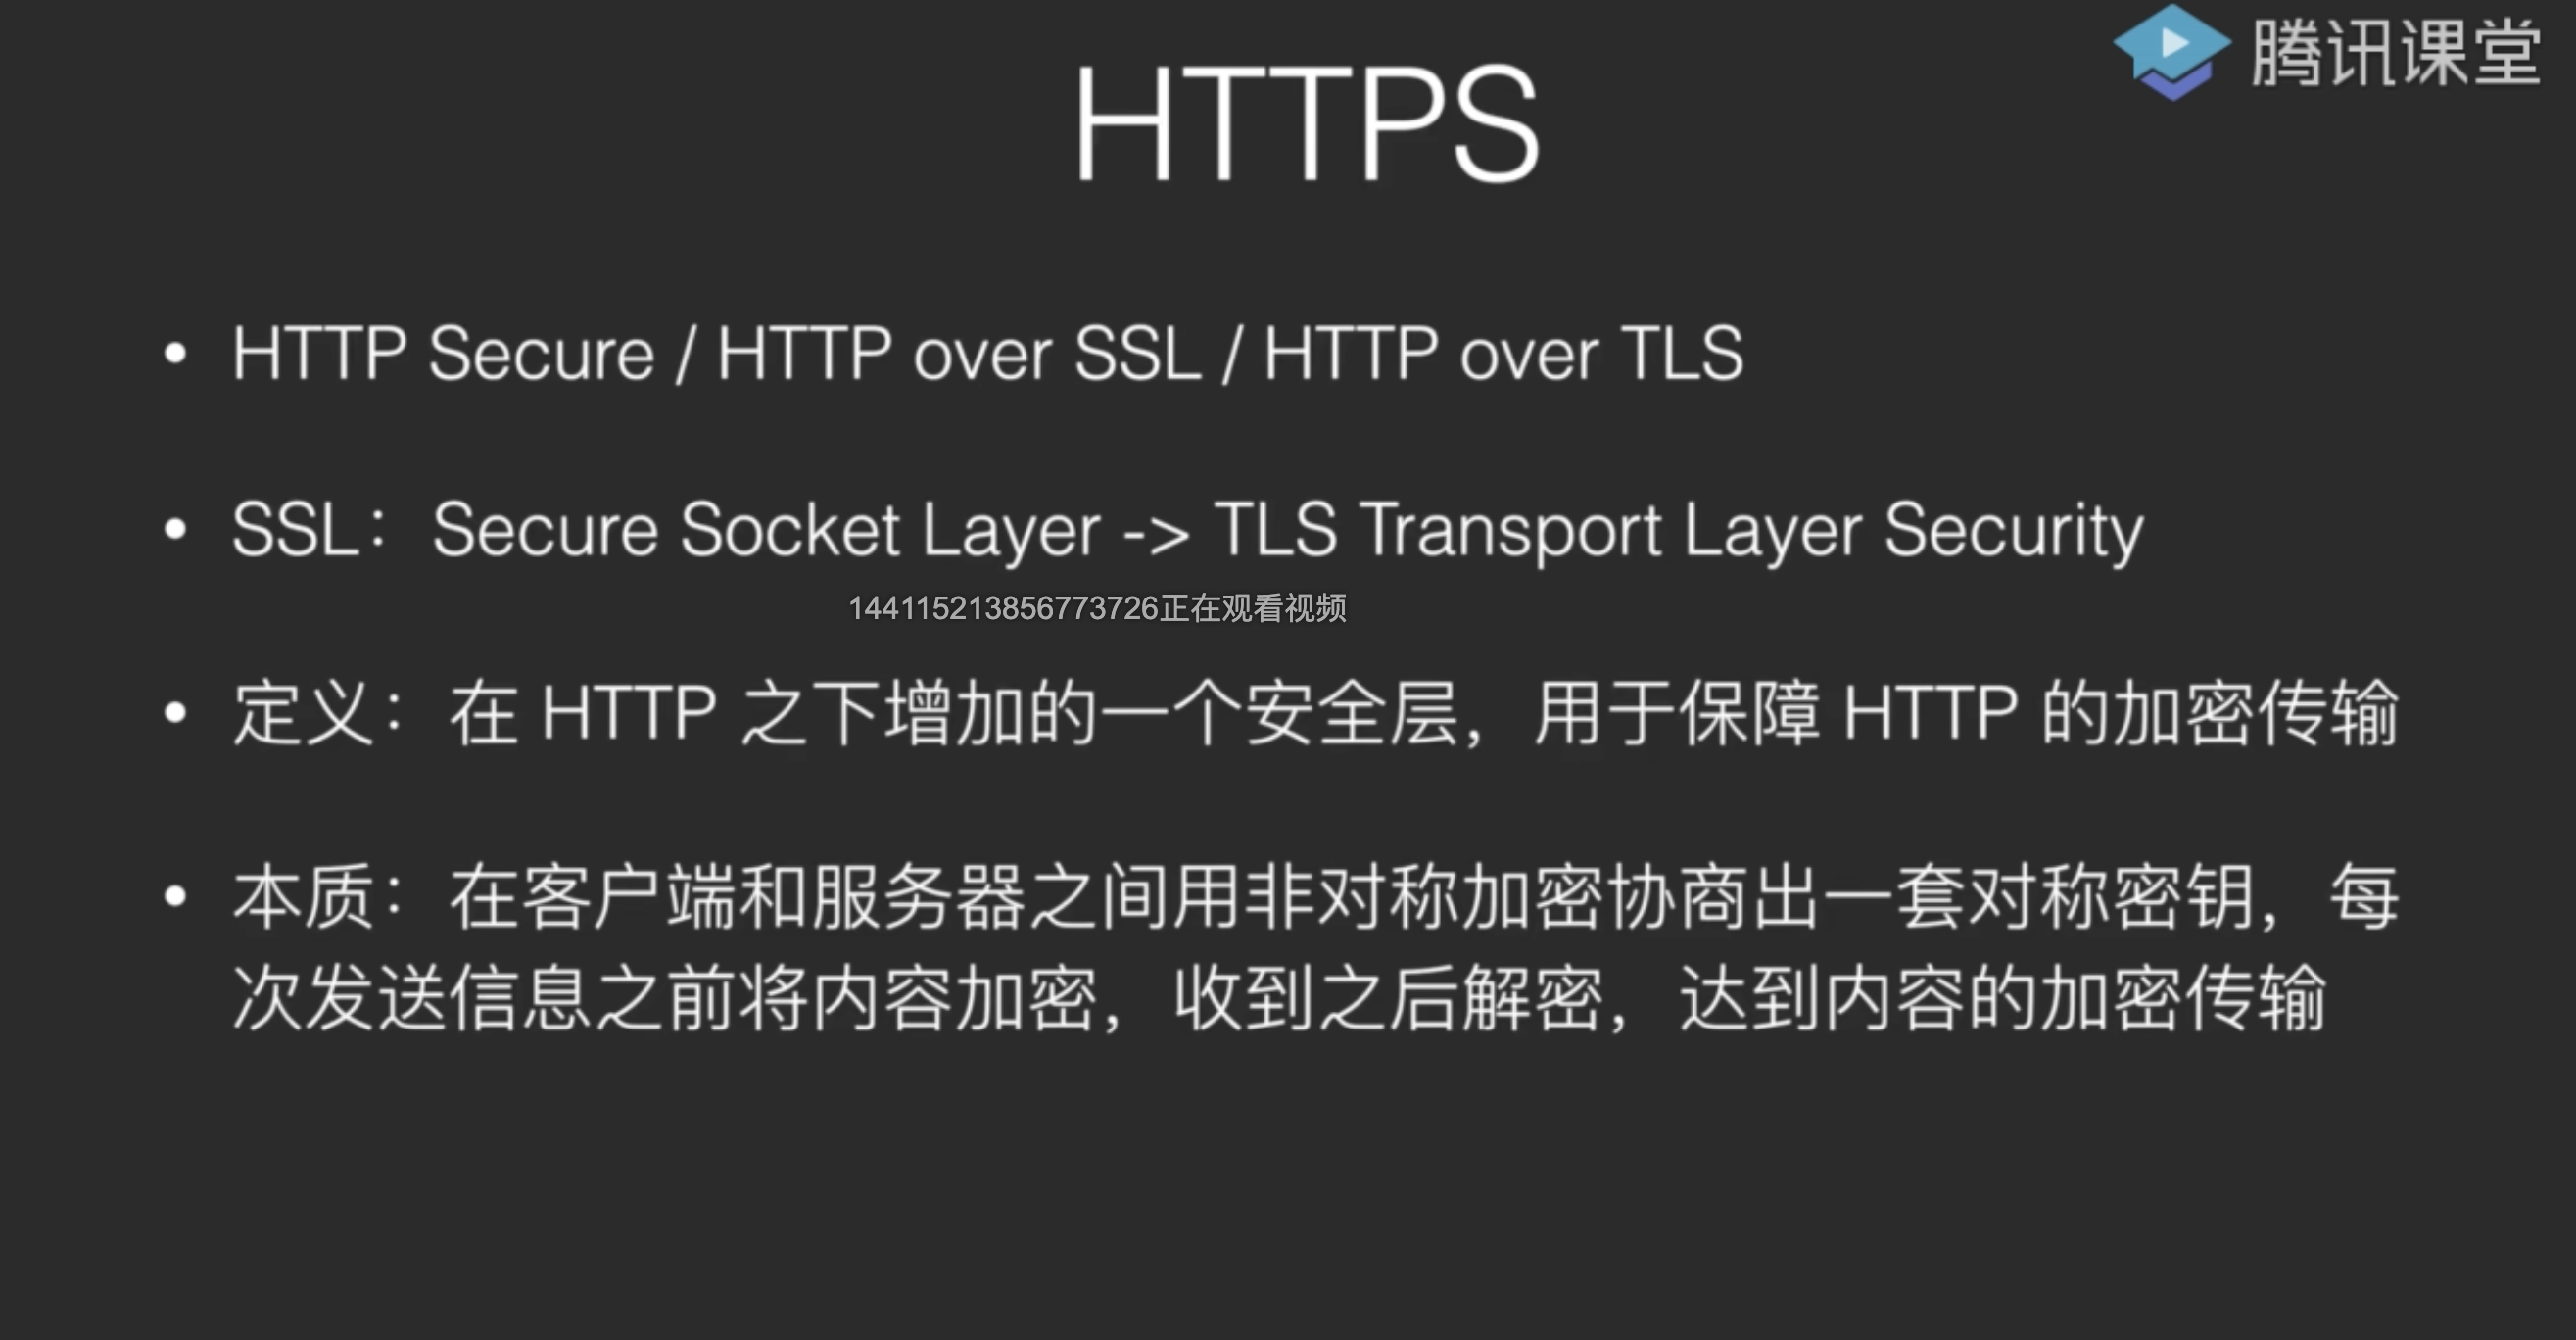 腾讯课堂
HTTPS
• HTTP Secure / HTTP over SSL / HTTP over TLS
• SSL：Secure Socket Layer -> TLS Transport Layer Security
144115213856773726正在观看视频
• 定义：在 HTTP 之下增加的一个安全层，用于保障 HTTP 的加密传输
• 本质：在客户端和服务器之间用非对称加密协商出一套对称密钥，每
次发送信息之前将内容加密，收到之后解密，达到内容的加密传输